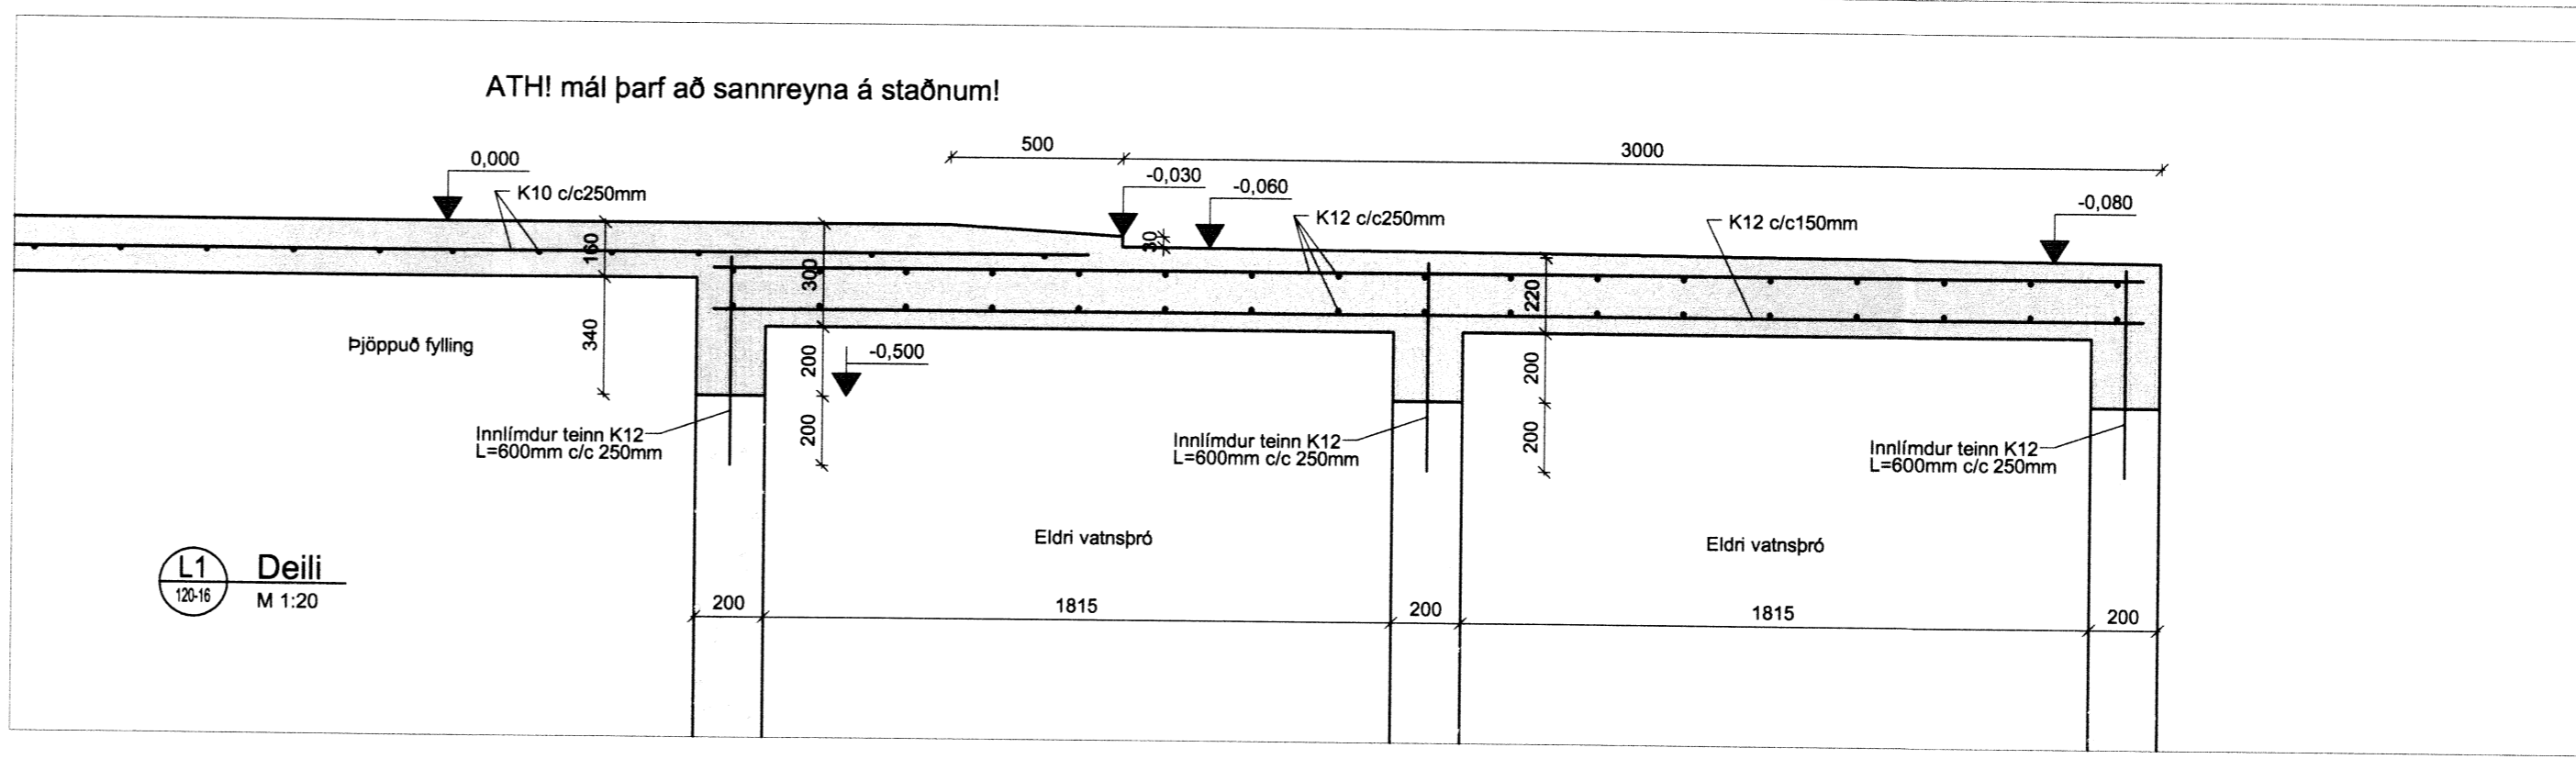 ATH! mál þarf að sannreyna á staðnum!
500
3000
0,000
-0,030
-0,060
-0,080
K10 c/c250mm
K12 c/c250mm
K12 c/c150mm
160
300
30
220
340
Þjöppuð fylling
200
-0,500
200
200
200
Innlímdur teinn K12
L=600mm c/c 250mm
Innlímdur teinn K12
L=600mm c/c 250mm
Innlímdur teinn K12
L=600mm c/c 250mm
Eldri vatnsþró
Eldri vatnsþró
L1
120-16
Deili
M 1:20
200
1815
200
1815
200